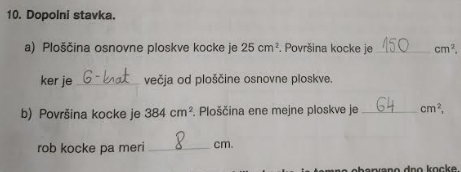 10. Dopolni stavka.
a) Ploščina osnovne ploskve kocke je 25 cm². Površina kocke je 150 cm²,
ker je 6-krat večja od ploščine osnovne ploskve.
b) Površina kocke je 384 cm². Ploščina ene mejne ploskve je 64 cm²,
rob kocke pa meri 8 cm.
je temno obarvano dno kocke.